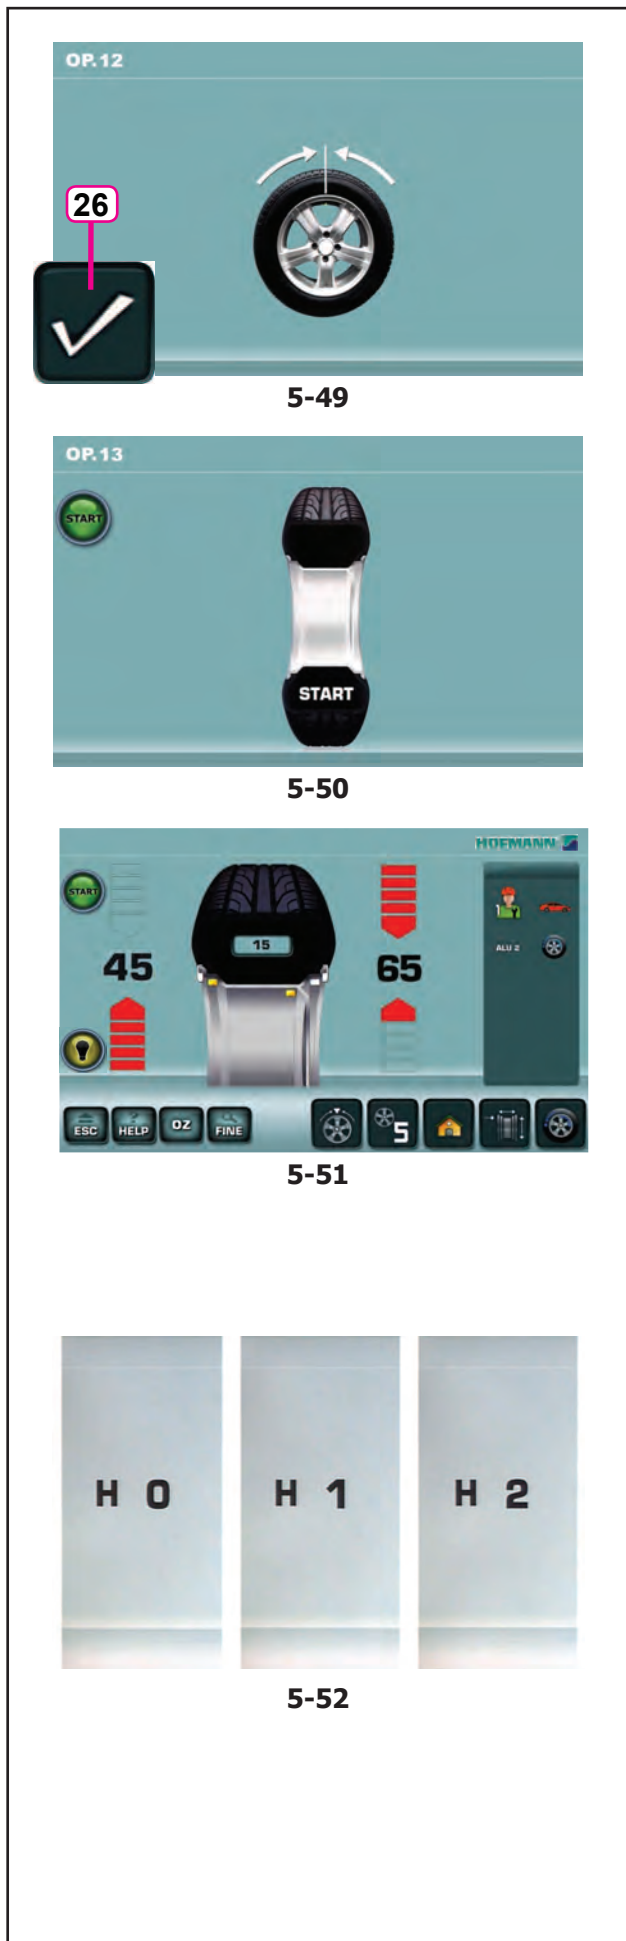 OP.12
26
5-49
OP.13
START
START
5-50
HOFMANN
START
15
45
65
ALU 2
ESC
HELP
OZ
FINE
5
5-51
H 0
H 1
H 2
5-52